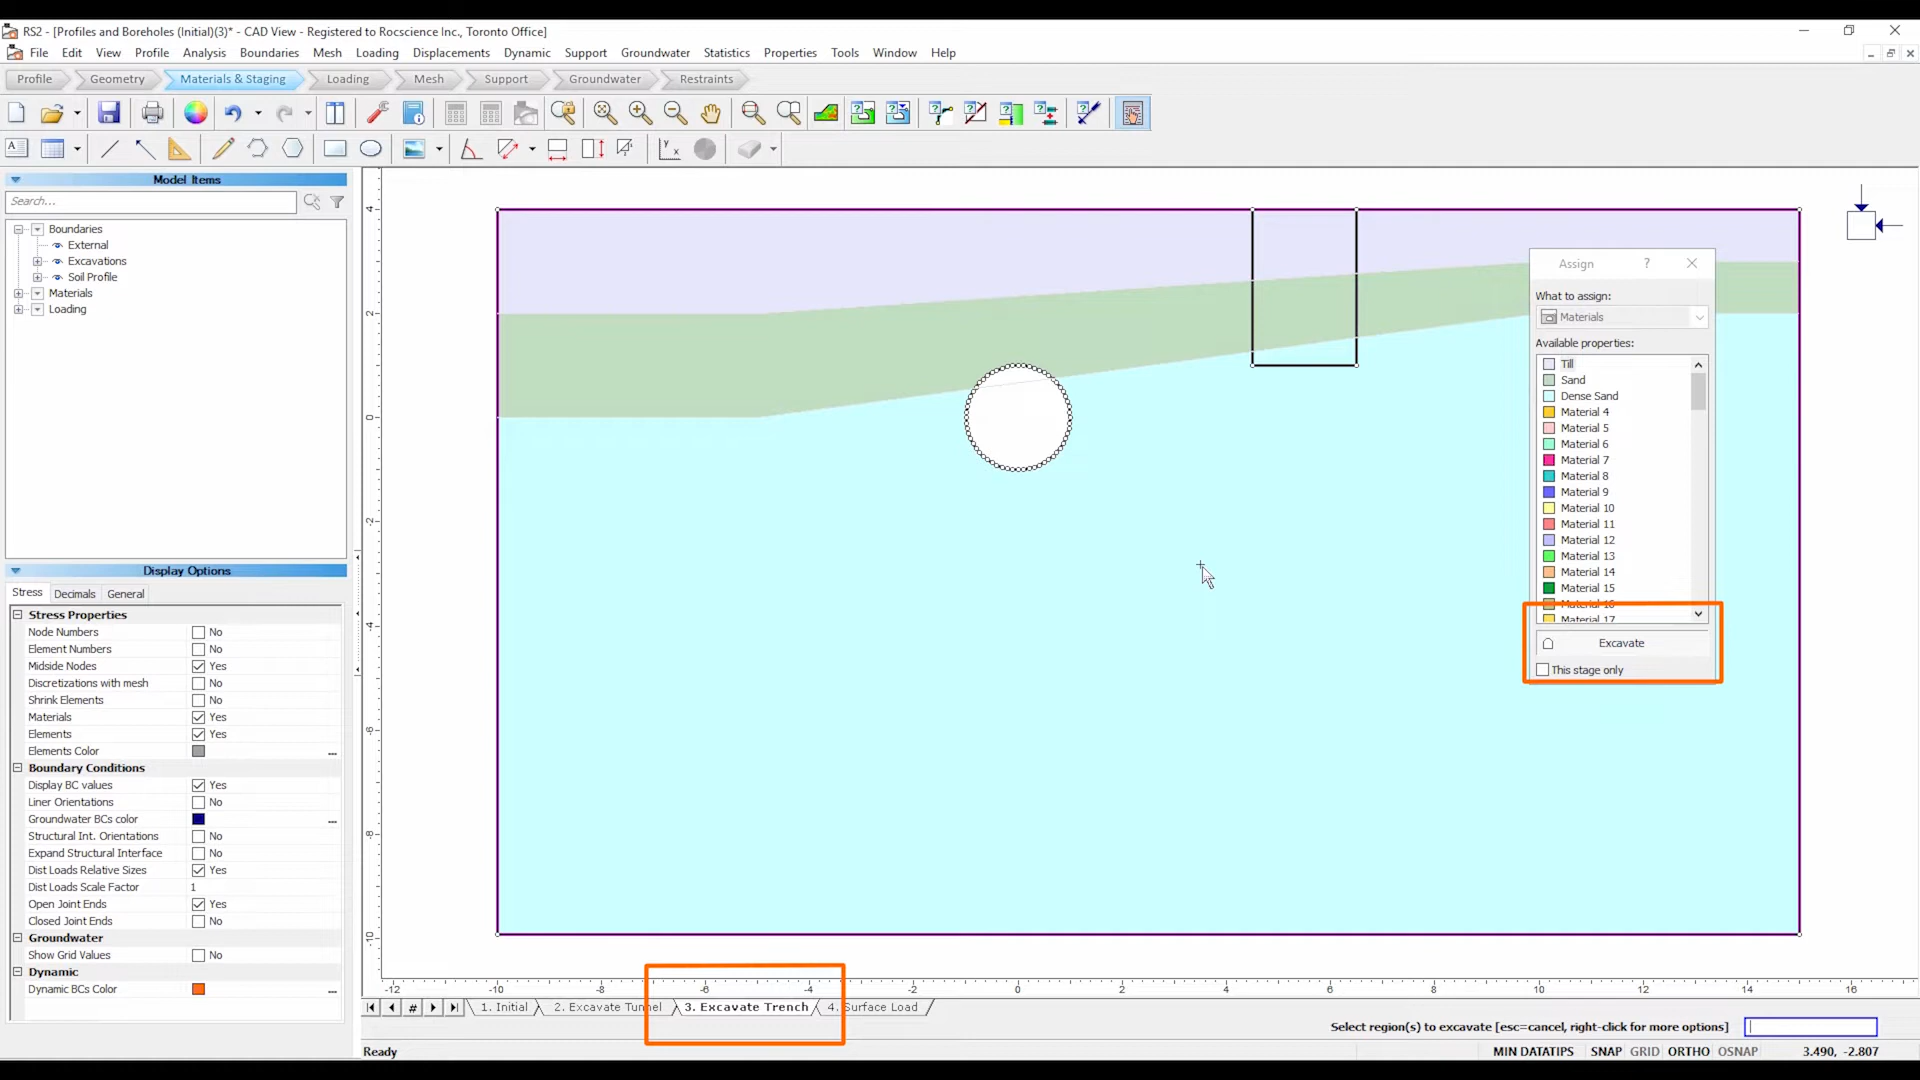 RS2 - [Profiles and Boreholes (Initial)(3)* - CAD View - Registered to Rocscience Inc., Toronto Office]
File Edit View Profile Analysis Boundaries Mesh Loading Displacements Dynamic Support Groundwater Statistics Properties Tools Window Help
Profile Geometry Materials & Staging Loading Mesh Support Groundwater Restraints
Model Items
Search...
Boundaries
External
Excavations
Soil Profile
Materials
Loading
Display Options
Stress Decimals General
Stress Properties
Node Numbers No
Element Numbers No
Midside Nodes Yes
Discretizations with mesh No
Shrink Elements No
Materials Yes
Elements Yes
Elements Color ...
Boundary Conditions
Display BC values Yes
Liner Orientations No
Groundwater BCs color ...
Structural Int. Orientations No
Expand Structural Interface No
Dist Loads Relative Sizes Yes
Dist Loads Scale Factor 1
Open Joint Ends Yes
Closed Joint Ends No
Groundwater
Show Grid Values No
Dynamic
Dynamic BCs Color ...
4
2
0
-2
-4
-6
-8
-10
-12 -10 -8 -6 -4 -2 0 2 4 6 8 10 12 14 16
Assign ?
What to assign:
Materials
Available properties:
Till
Sand
Dense Sand
Material 4
Material 5
Material 6
Material 7
Material 8
Material 9
Material 10
Material 11
Material 12
Material 13
Material 14
Material 15
Material 16
Material 17
Excavate
This stage only
# 1. Initial 2. Excavate Tunnel 3. Excavate Trench 4. Surface Load
Select region(s) to excavate [esc=cancel, right-click for more options]
Ready
MIN DATATIPS SNAP GRID ORTHO OSNAP 3.490, -2.807